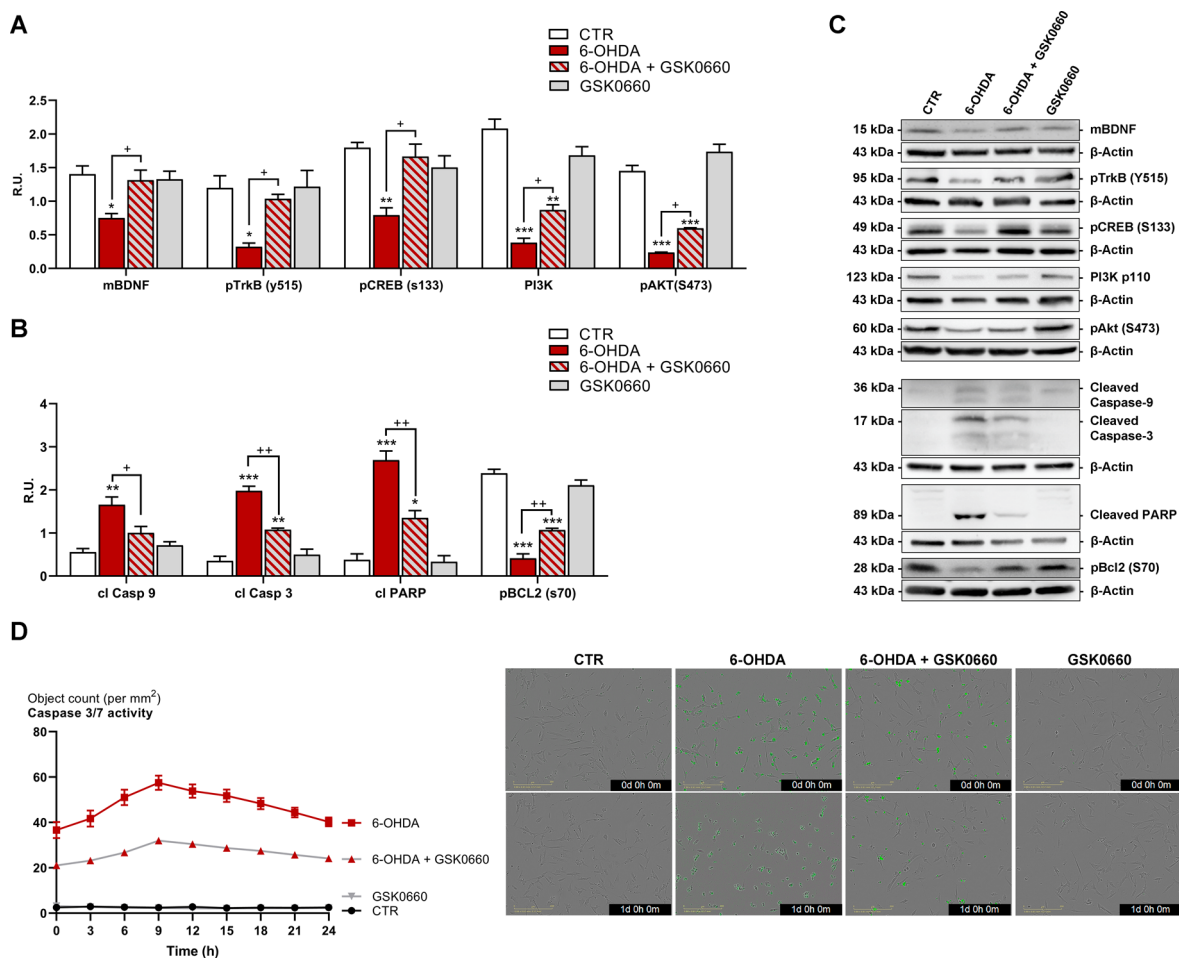 A
CTR
6-OHDA
6-OHDA + GSK0660
GSK0660
R.U.
2.5
2.0
1.5
1.0
0.5
0.0
* + * + ** + *** + ** *** + ***
mBDNF pTrkB (y515) pCREB (s133) PI3K pAKT(S473)
B
CTR
6-OHDA
6-OHDA + GSK0660
GSK0660
R.U.
4
3
2
1
0
** + *** ++ ** *** ++ * *** ++ ***
cl Casp 9 cl Casp 3 cl PARP pBCL2 (s70)
C
CTR 6-OHDA 6-OHDA + GSK0660 GSK0660
15 kDa mBDNF
43 kDa β-Actin
95 kDa pTrkB (Y515)
43 kDa β-Actin
49 kDa pCREB (S133)
43 kDa β-Actin
123 kDa PI3K p110
43 kDa β-Actin
60 kDa pAkt (S473)
43 kDa β-Actin
36 kDa Cleaved
Caspase-9
17 kDa Cleaved
Caspase-3
43 kDa β-Actin
89 kDa Cleaved PARP
43 kDa β-Actin
28 kDa pBcl2 (S70)
43 kDa β-Actin
D
Object count (per mm²)
Caspase 3/7 activity
80
60
40
20
0
6-OHDA
6-OHDA + GSK0660
GSK0660
CTR
0 3 6 9 12 15 18 21 24
Time (h)
CTR 6-OHDA 6-OHDA + GSK0660 GSK0660
0d 0h 0m 0d 0h 0m 0d 0h 0m 0d 0h 0m
1d 0h 0m 1d 0h 0m 1d 0h 0m 1d 0h 0m